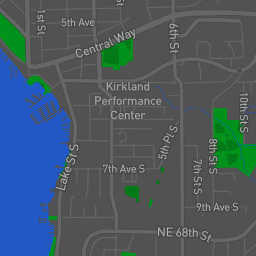 1st St
5th Ave
Central Way
6th St
Kirkland
Performance
Center
10th St S
5th Pl S
8th St S
Lake St S
7th Ave S
7th St S
9th Ave S
NE 68th St